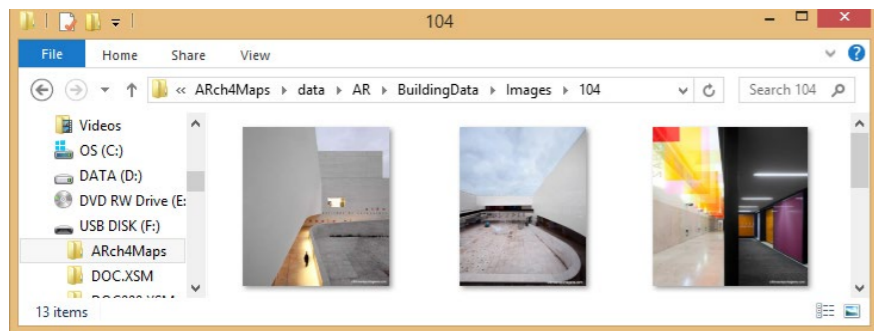 104
File Home Share View
« ARch4Maps data AR BuildingData Images 104
Search 104
Videos
OS (C:)
DATA (D:)
DVD RW Drive (E:
USB DISK (F:)
ARch4Maps
DOC.XSM
13 items